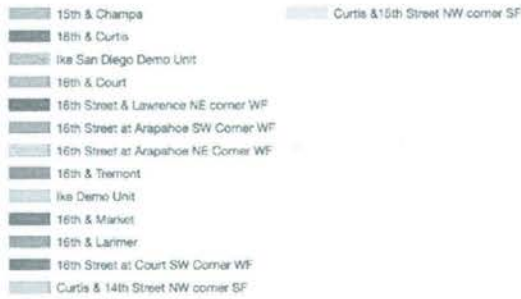 15th & Champa
16th & Curtis
Ike San Diego Demo Unit
16th & Court
16th Street & Lawrence NE corner WF
16th Street at Arapahoe SW Corner WF
16th Street at Arapahoe NE Corner WF
16th & Tremont
Ike Demo Unit
16th & Market
16th & Larimer
16th Street at Court SW Corner WF
Curtis & 14th Street NW corner SF
Curtis &15th Street NW corner SF